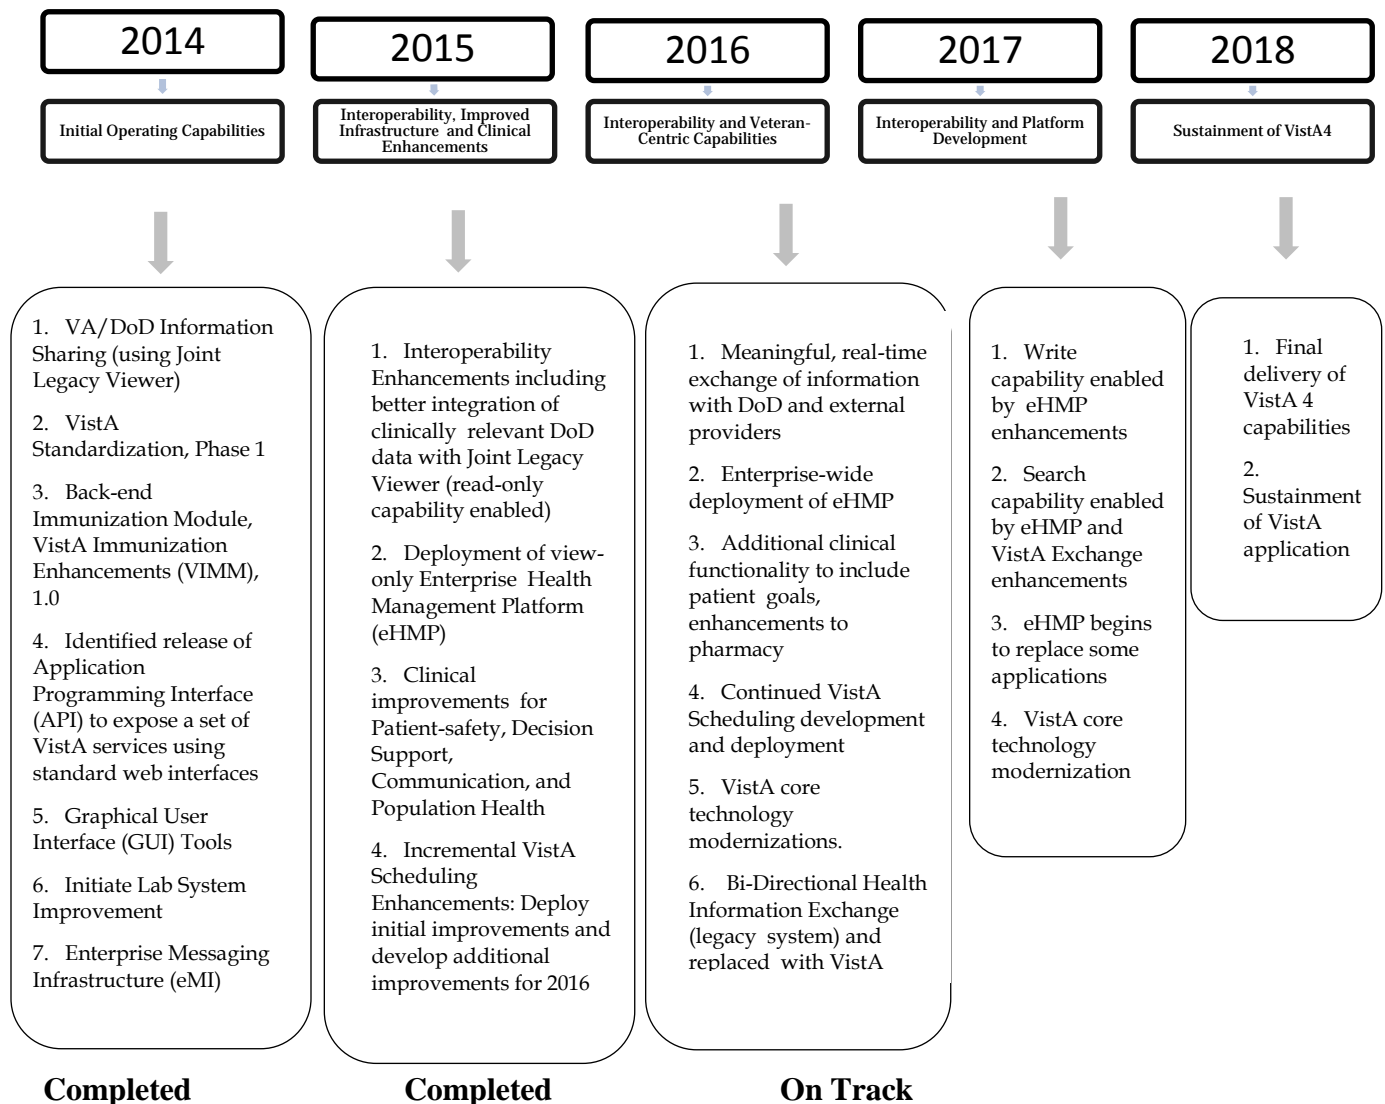 2014
2015
2016
2017
2018
Initial Operating Capabilities
Interoperability, Improved
Infrastructure and Clinical
Enhancements
Interoperability and Veteran-
Centric Capabilities
Interoperability and Platform
Development
Sustainment of VistA4
1. VA/DoD Information
Sharing (using Joint
Legacy Viewer)
2. VistA
Standardization, Phase 1
3. Back-end
Immunization Module,
VistA Immunization
Enhancements (VIMM),
1.0
4. Identified release of
Application
Programming Interface
(API) to expose a set of
VistA services using
standard web interfaces
5. Graphical User
Interface (GUI) Tools
6. Initiate Lab System
Improvement
7. Enterprise Messaging
Infrastructure (eMI)
1. Interoperability
Enhancements including
better integration of
clinically relevant DoD
data with Joint Legacy
Viewer (read-only
capability enabled)
2. Deployment of view-
only Enterprise Health
Management Platform
(eHMP)
3. Clinical
improvements for
Patient-safety, Decision
Support,
Communication, and
Population Health
4. Incremental VistA
Scheduling
Enhancements: Deploy
initial improvements and
develop additional
improvements for 2016
1. Meaningful, real-time
exchange of information
with DoD and external
providers
2. Enterprise-wide
deployment of eHMP
3. Additional clinical
functionality to include
patient goals,
enhancements to
pharmacy
4. Continued VistA
Scheduling development
and deployment
5. VistA core
technology
modernizations.
6. Bi-Directional Health
Information Exchange
(legacy system) and
replaced with VistA
1. Write
capability enabled
by eHMP
enhancements
2. Search
capability enabled
by eHMP and
VistA Exchange
enhancements
3. eHMP begins
to replace some
applications
4. VistA core
technology
modernization
1. Final
delivery of
VistA 4
capabilities
2.
Sustainment
of VistA
application
Completed
Completed
On Track